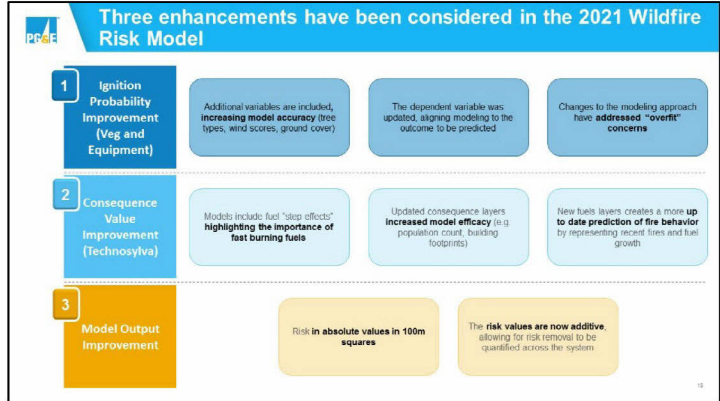 PG&E
Three enhancements have been considered in the 2021 Wildfire
Risk Model
1
Ignition
Probability
Improvement
(Veg and
Equipment)
Additional variables are included,
increasing model accuracy (tree
types, wind scores, ground cover)
The dependent variable was
updated, aligning modeling to the
outcome to be predicted
Changes to the modeling approach
have addressed "overfit"
concerns
2
Consequence
Value
Improvement
(Technosylva)
Models include fuel "step effects"
highlighting the importance of
fast burning fuels
Updated consequence layers
increased model efficacy (e.g.
population count, building
footprints)
New fuels layers creates a more up
to date prediction of fire behavior
by representing recent fires and fuel
growth
3
Model Output
Improvement
Risk in absolute values in 100m
squares
The risk values are now additive,
allowing for risk removal to be
quantified across the system